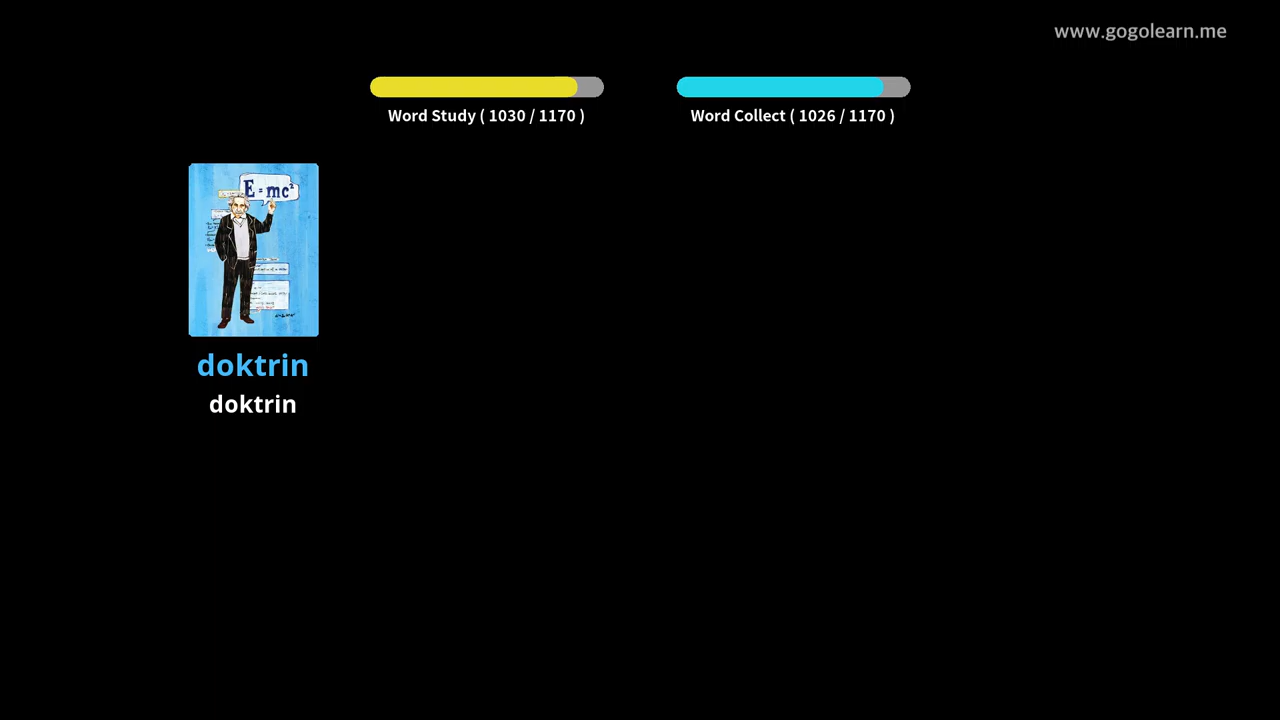 www.gogolearn.me
Word Study ( 1030 / 1170 )
Word Collect ( 1026 / 1170 )
E = mc²
doktrin
doktrin